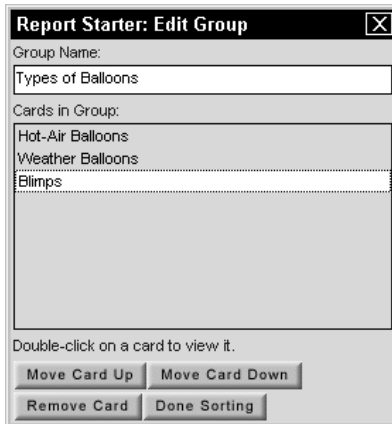 Report Starter: Edit Group
Group Name:
Types of Balloons
Cards in Group:
Hot-Air Balloons
Weather Balloons
Blimps
Double-click on a card to view it.
Move Card Up Move Card Down
Remove Card Done Sorting